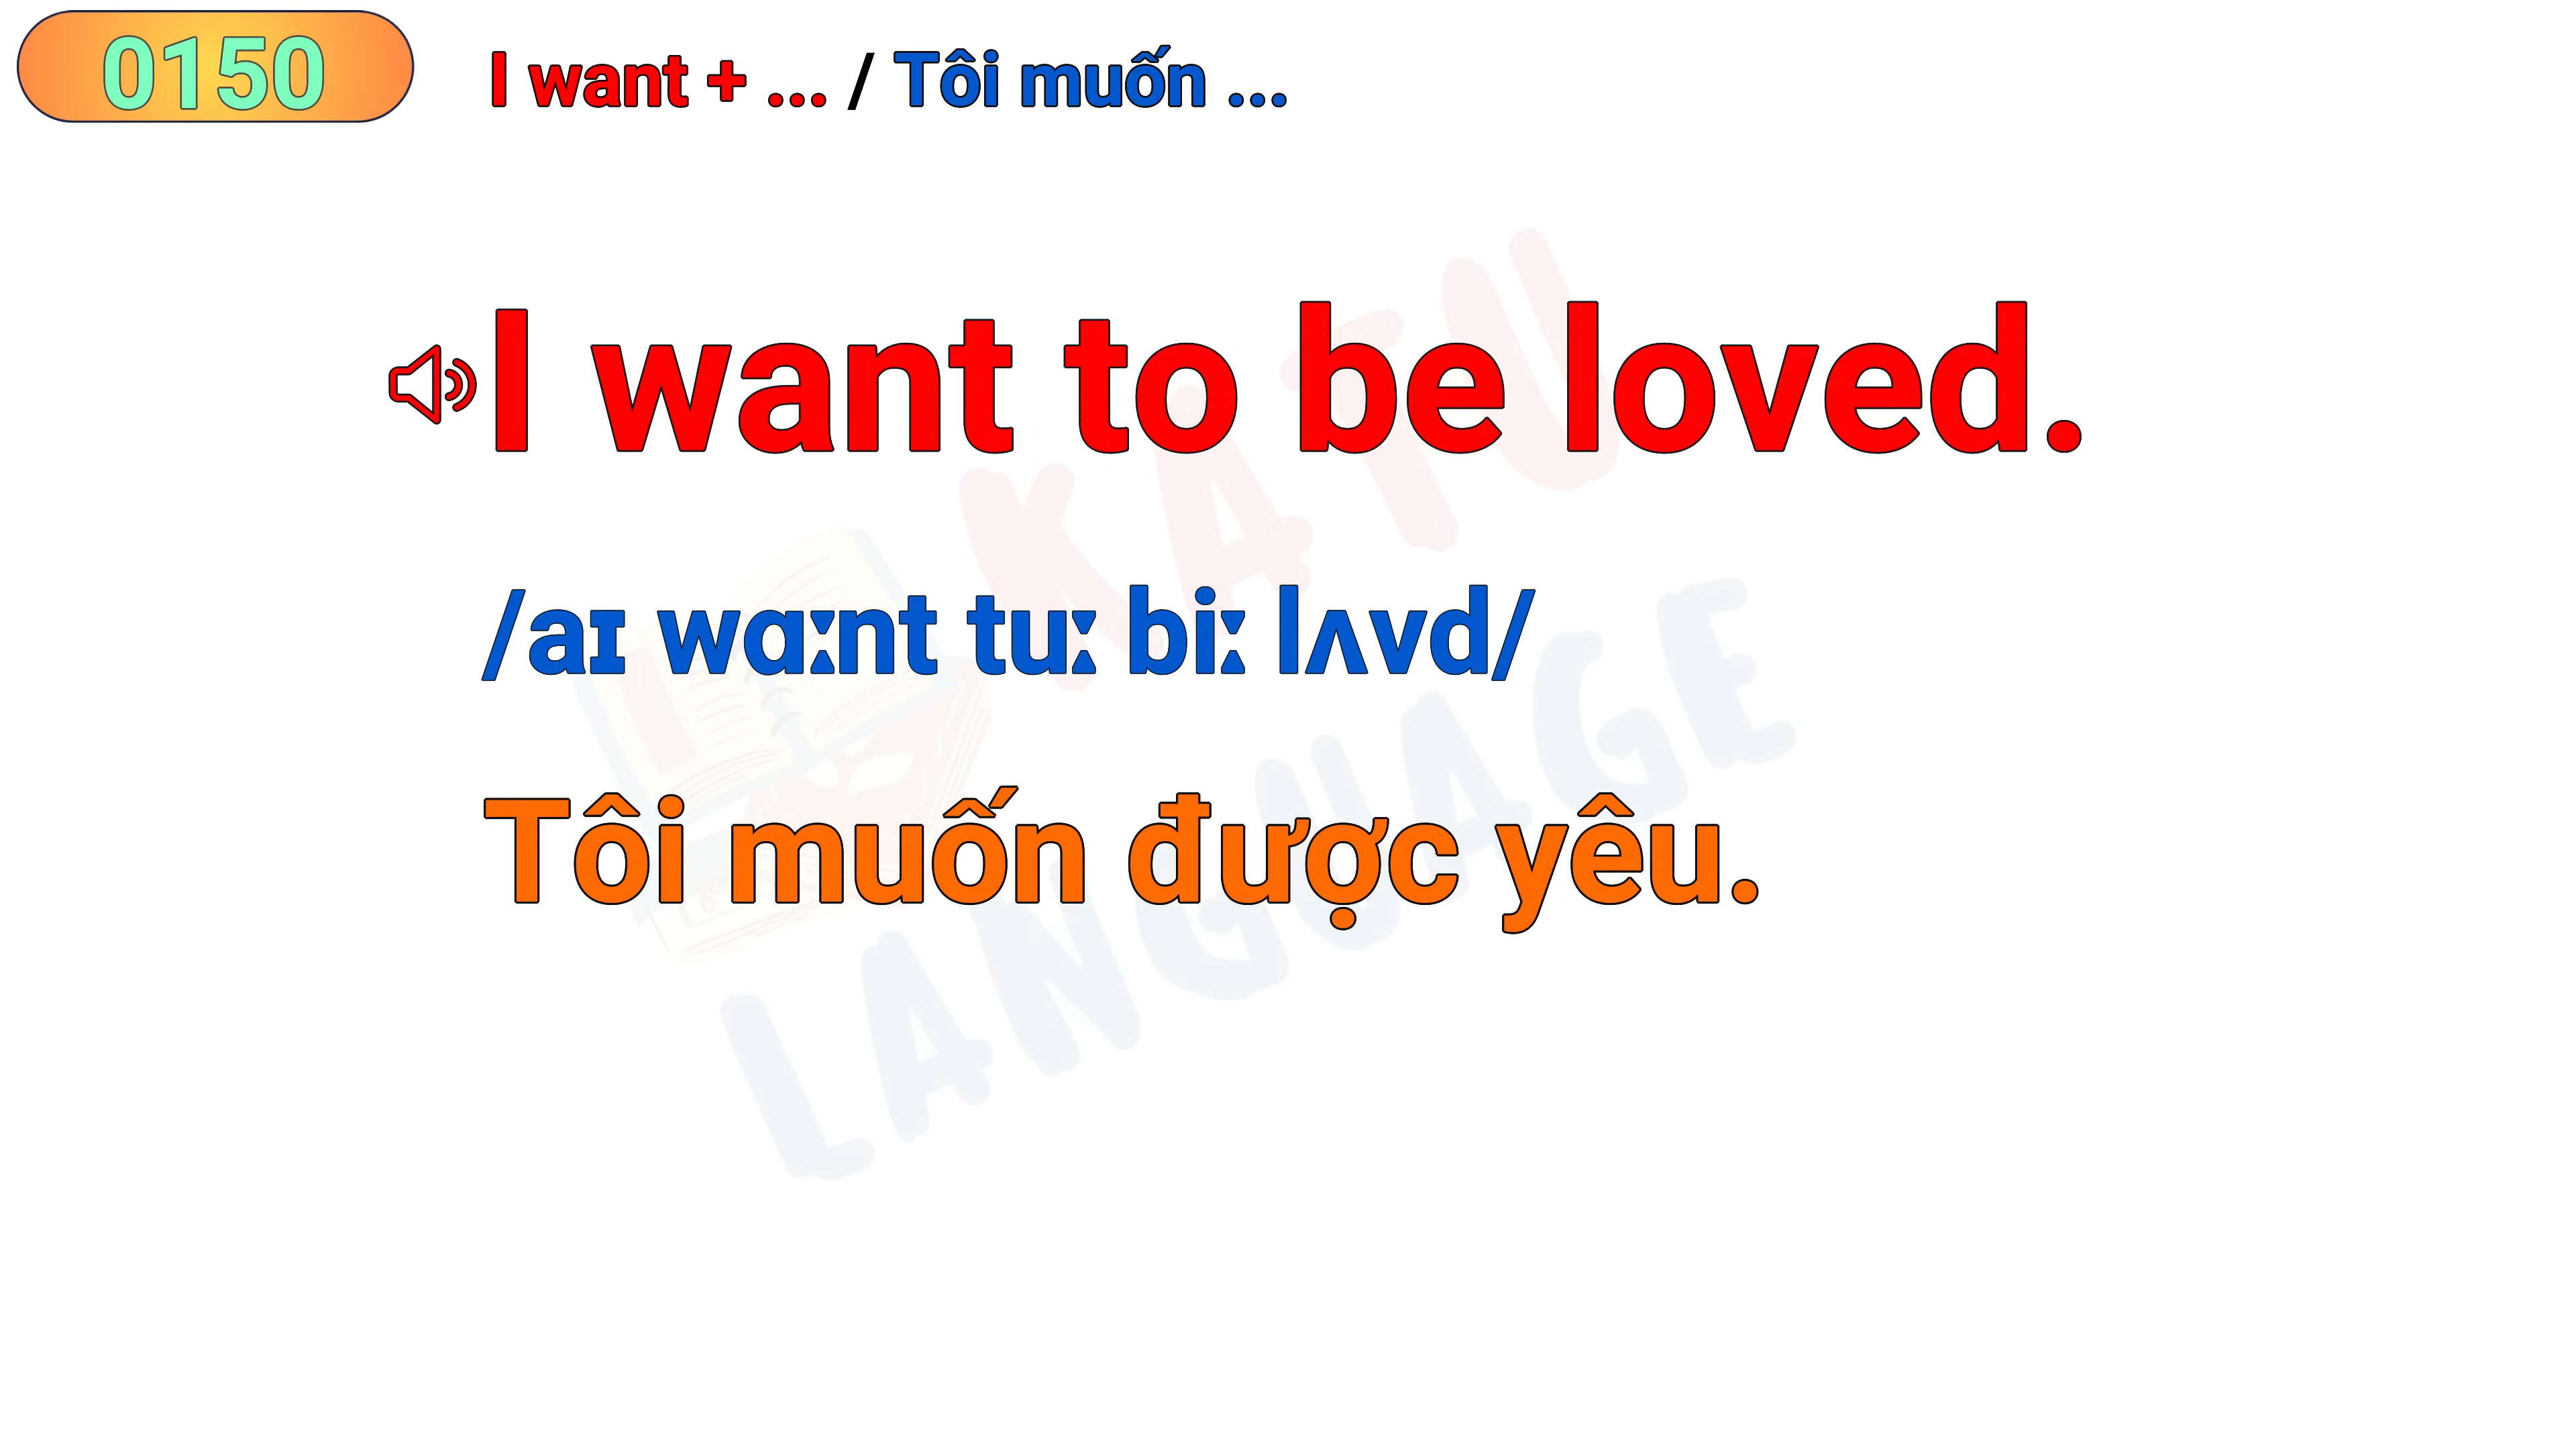 0150
I want + ... / Tôi muốn ...
I want to be loved.
/aɪ wɑːnt tuː biː lʌvd/
Tôi muốn được yêu.
KATU
LANGUAGE